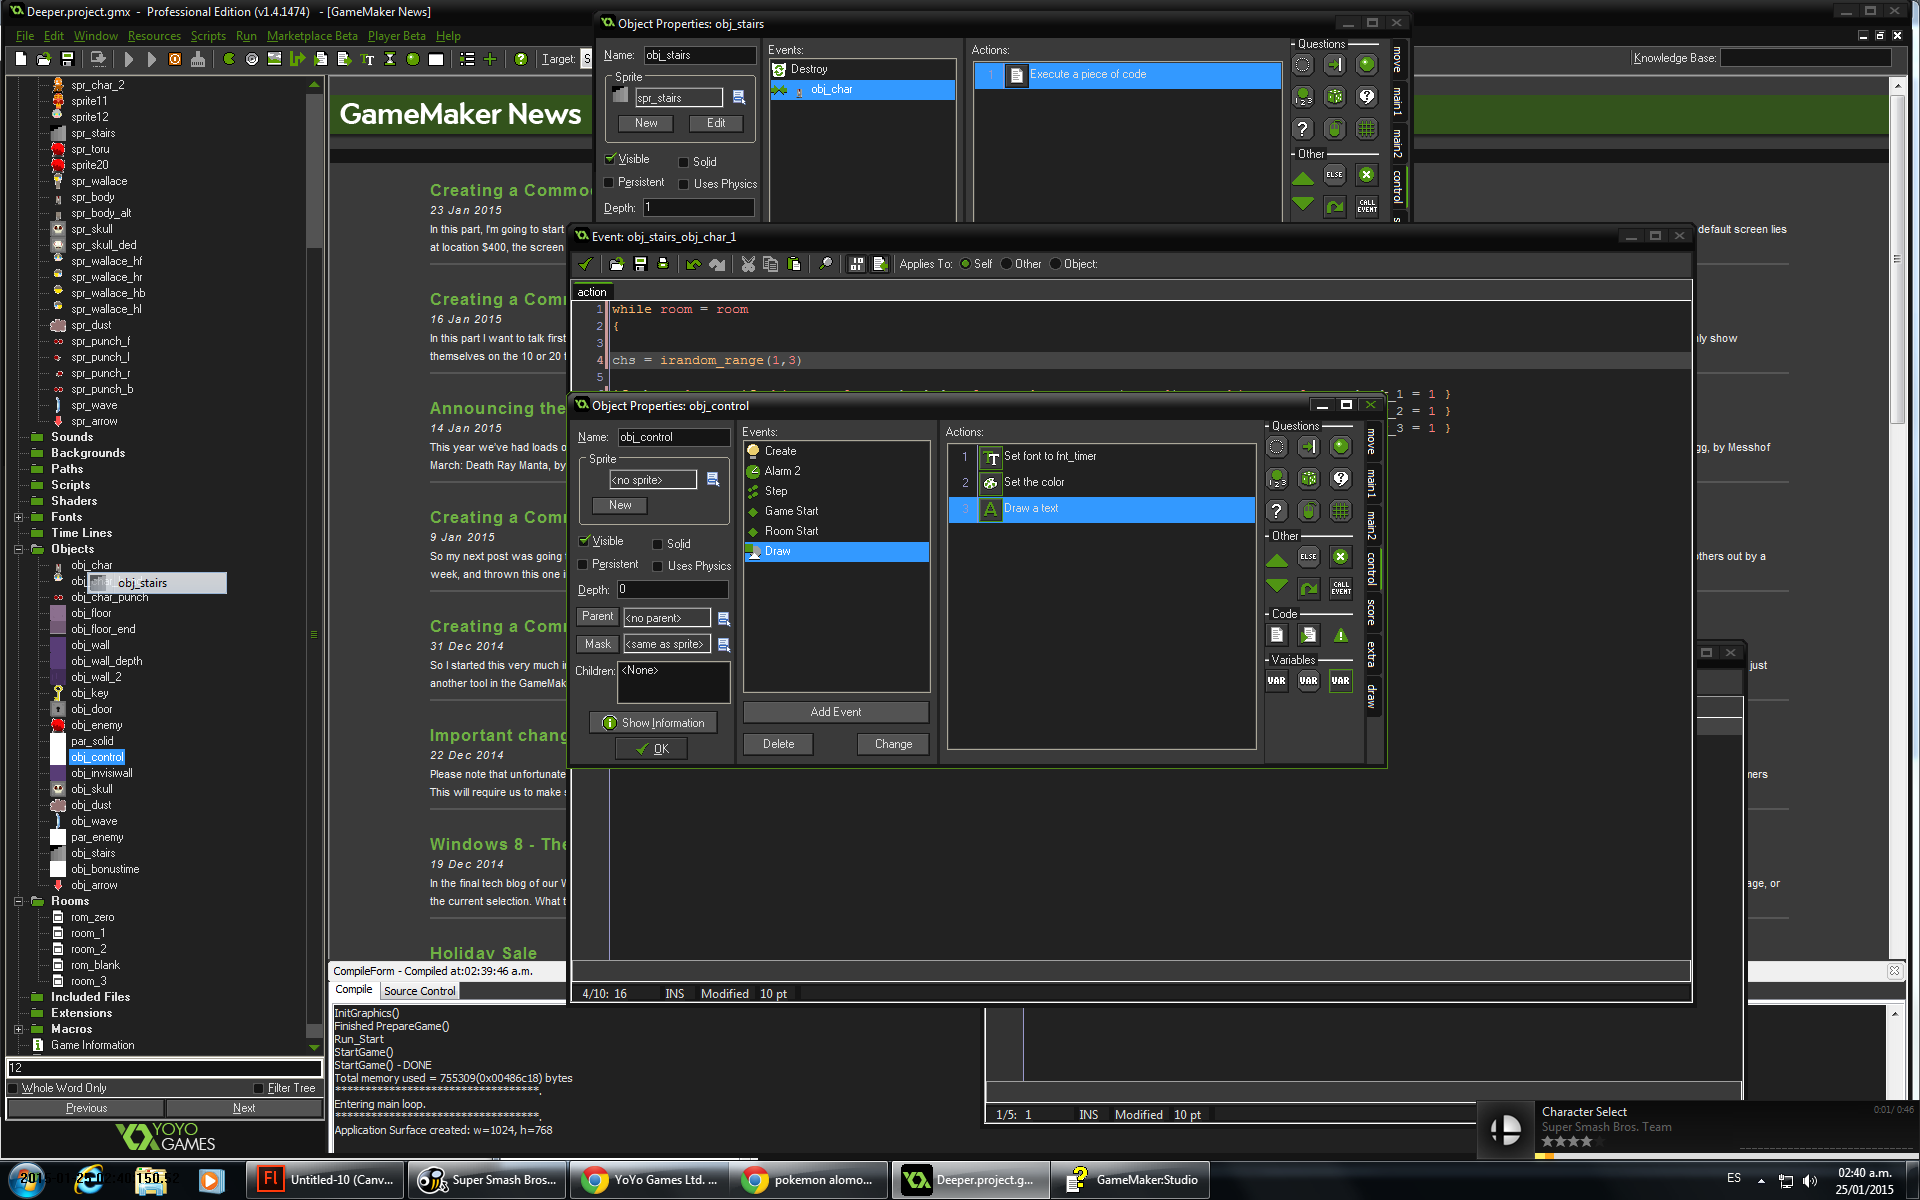 Deeper.project.gmx - Professional Edition (v1.4.1474) - [GameMaker News]
File Edit Window Resources Scripts Run Marketplace Beta Player Beta Help
Target:
Knowledge Base:
spr_char_2
sprite11
sprite12
spr_stairs
spr_toru
sprite20
spr_wallace
spr_body
spr_body_alt
spr_skull
spr_skull_ded
spr_wallace_hf
spr_wallace_hr
spr_wallace_hb
spr_wallace_hl
spr_dust
spr_punch_f
spr_punch_l
spr_punch_r
spr_punch_b
spr_wave
spr_arrow
Sounds
Backgrounds
Paths
Scripts
Shaders
Fonts
Time Lines
Objects
obj_char
obj_stairs
obj_char_punch
obj_floor
obj_floor_end
obj_wall
obj_wall_depth
obj_wall_2
obj_key
obj_door
obj_enemy
par_solid
obj_control
obj_invisiwall
obj_skull
obj_dust
obj_wave
par_enemy
obj_stairs
obj_bonustime
obj_arrow
Rooms
rom_zero
room_1
room_2
rom_blank
room_3
Included Files
Extensions
Macros
Game Information
12
Whole Word Only Filter Tree
Previous Next
YOYO GAMES
GameMaker News
Creating a Commo
23 Jan 2015
In this part, I'm going to start
at location $400, the screen
default screen lies
Creating a Com
16 Jan 2015
In this part I want to talk first
themselves on the 10 or 20
nly show
Announcing the
14 Jan 2015
This year we've had loads o
March: Death Ray Manta, by
gg, by Messhof
Creating a Com
9 Jan 2015
So my next post was going
week, and thrown this one i
others out by a
Creating a Com
31 Dec 2014
So I started this very much i
another tool in the GameMak
just
Important chang
22 Dec 2014
Please note that unfortunate
This will require us to make
mers
Windows 8 - The
19 Dec 2014
In the final tech blog of our W
the current selection. What t
age, or
Holiday Sale
Object Properties: obj_stairs
Name: obj_stairs
Sprite
spr_stairs
New Edit
Visible Solid
Persistent Uses Physics
Depth: 1
Events:
Destroy
obj_char
Actions:
1 Execute a piece of code
Questions
Other
ELSE
CALL EVENT
move
main1
main2
control
Event: obj_stairs_obj_char_1
Applies To: Self Other Object:
action
1 while room = room
2 {
3
4 chs = irandom_range(1,3)
5
_1 = 1 }
_2 = 1 }
_3 = 1 }
4/10: 16 INS Modified 10 pt
Object Properties: obj_control
Name: obj_control
Sprite
<no sprite>
New
Visible Solid
Persistent Uses Physics
Depth: 0
Parent <no parent>
Mask <same as sprite>
Children: <None>
Show Information
OK
Events:
Create
Alarm 2
Step
Game Start
Room Start
Draw
Add Event
Delete Change
Actions:
1 Set font to fnt_timer
2 Set the color
3 Draw a text
Questions
Other
ELSE
CALL EVENT
Code
Variables
VAR VAR VAR
move
main1
main2
control
score
extra
draw
CompileForm - Compiled at:02:39:46 a.m.
Compile Source Control
InitGraphics()
Finished PrepareGame()
Run_Start
StartGame()
StartGame() - DONE
Total memory used = 755309(0x00486c18) bytes
***********************************.
Entering main loop.
***********************************.
Application Surface created: w=1024, h=768
1/5: 1 INS Modified 10 pt
Character Select
Super Smash Bros. Team
0:01/ 0:46
Untitled-10 (Canv...
Super Smash Bros...
YoYo Games Ltd. ...
pokemon alomo...
Deeper.project.g...
GameMaker:Studio
ES
02:40 a.m.
25/01/2015